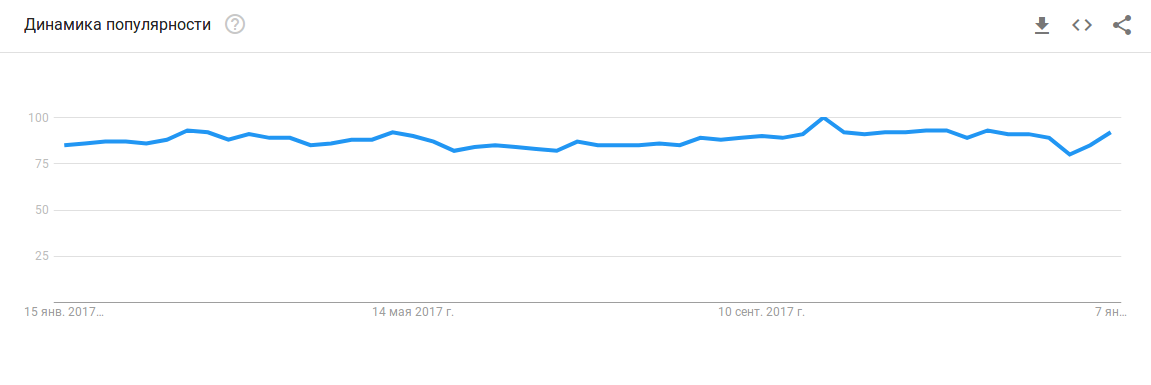 Динамика популярности ?
100
75
50
25
15 янв. 2017…
14 мая 2017 г.
10 сент. 2017 г.
7 ян…